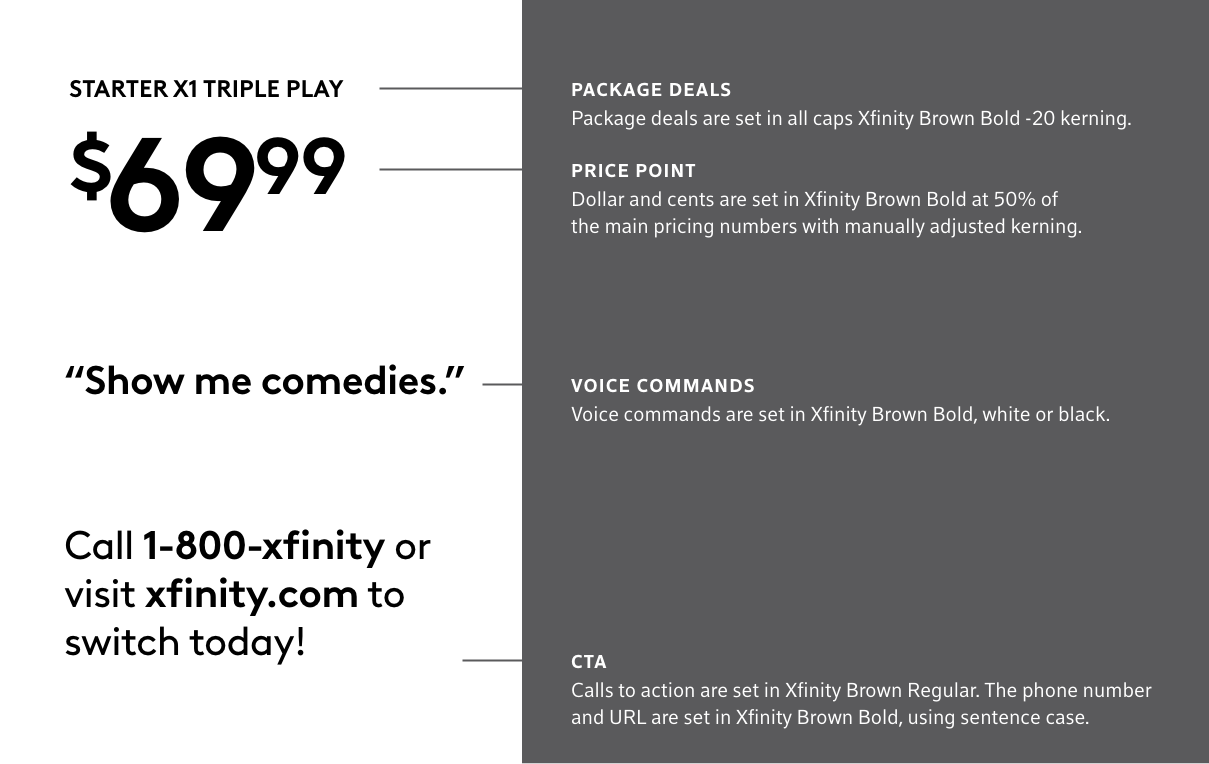 STARTER X1 TRIPLE PLAY
$6999
“Show me comedies.”
Call 1-800-xfinity or
visit xfinity.com to
switch today!
PACKAGE DEALS
Package deals are set in all caps Xfinity Brown Bold -20 kerning.
PRICE POINT
Dollar and cents are set in Xfinity Brown Bold at 50% of
the main pricing numbers with manually adjusted kerning.
VOICE COMMANDS
Voice commands are set in Xfinity Brown Bold, white or black.
CTA
Calls to action are set in Xfinity Brown Regular. The phone number
and URL are set in Xfinity Brown Bold, using sentence case.